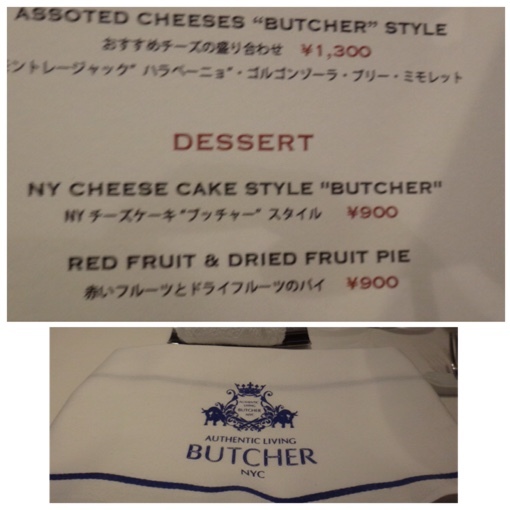 ASSOTED CHEESES “BUTCHER” STYLE
おすすめチーズの盛り合わせ ¥1,300
モントレージャック” ハラペーニョ”・ゴルゴンゾーラ・ブリー・ミモレット
DESSERT
NY CHEESE CAKE STYLE "BUTCHER"
NY チーズケーキ “ブッチャー” スタイル ¥900
RED FRUIT & DRIED FRUIT PIE
赤いフルーツとドライフルーツのパイ ¥900
BUTCHER
AUTHENTIC LIVING
BUTCHER
NYC